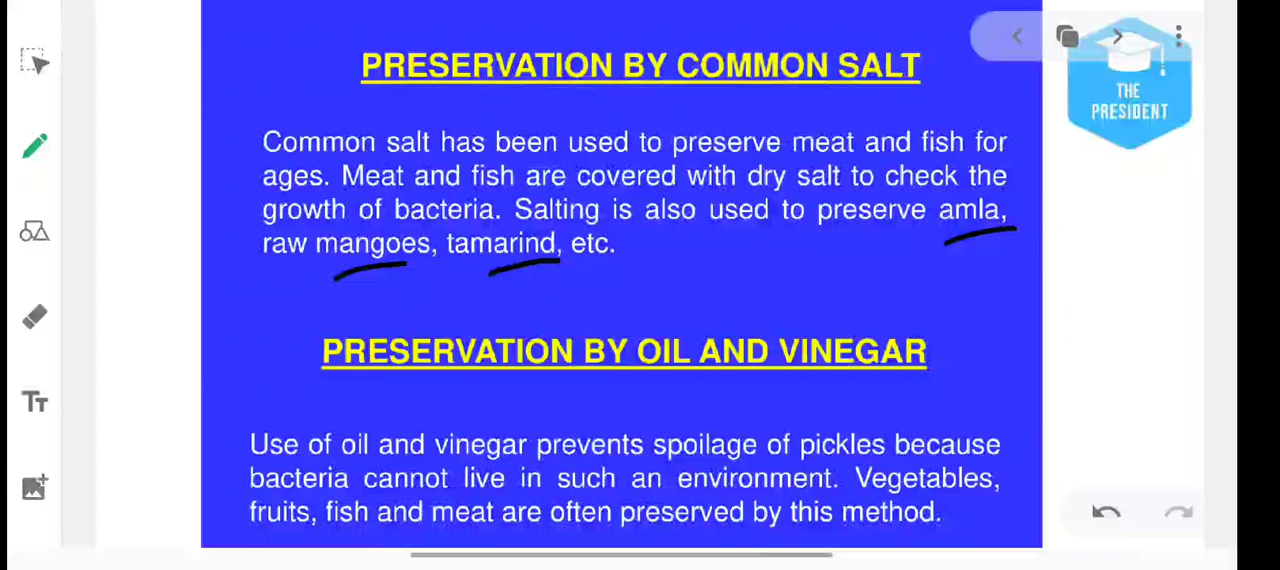 PRESERVATION BY COMMON SALT
THE
PRESIDENT
Common salt has been used to preserve meat and fish for
ages. Meat and fish are covered with dry salt to check the
growth of bacteria. Salting is also used to preserve amla,
raw mangoes, tamarind, etc.
PRESERVATION BY OIL AND VINEGAR
Tт
Use of oil and vinegar prevents spoilage of pickles because
bacteria cannot live in such an environment. Vegetables,
fruits, fish and meat are often preserved by this method.